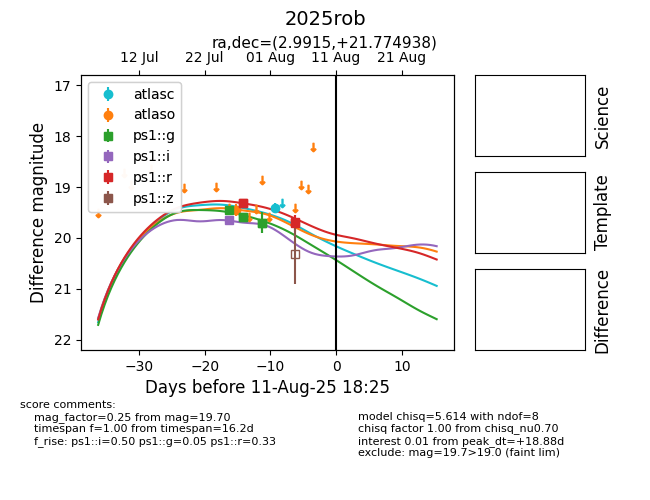 2025rob
ra,dec=(2.9915,+21.774938)
12 Jul 22 Jul 01 Aug 11 Aug 21 Aug
17
18
19
20
21
22
Difference magnitude
atlasc
atlaso
ps1::g
ps1::i
ps1::r
ps1::z
−30 −20 −10 0 10
Days before 11-Aug-25 18:25
Science
Template
Difference
score comments:
mag_factor=0.25 from mag=19.70
timespan f=1.00 from timespan=16.2d
f_rise: ps1::i=0.50 ps1::g=0.05 ps1::r=0.33
model chisq=5.614 with ndof=8
chisq factor 1.00 from chisq_nu0.70
interest 0.01 from peak_dt=+18.88d
exclude: mag=19.7>19.0 (faint lim)